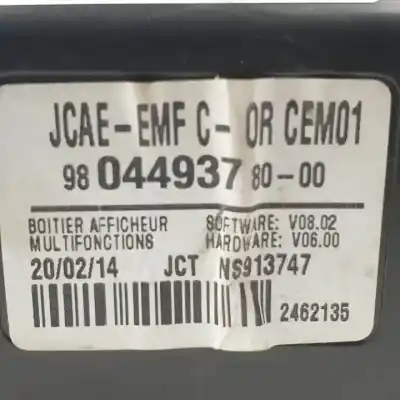 JCAE-EMF C- OR CEM01
98 044937 80-00
BOITIER AFFICHEUR SOFTWARE: V08.02
MULTIFONCTIONS HARDWARE: V06.00
20/02/14 JCT NS913747
2462135